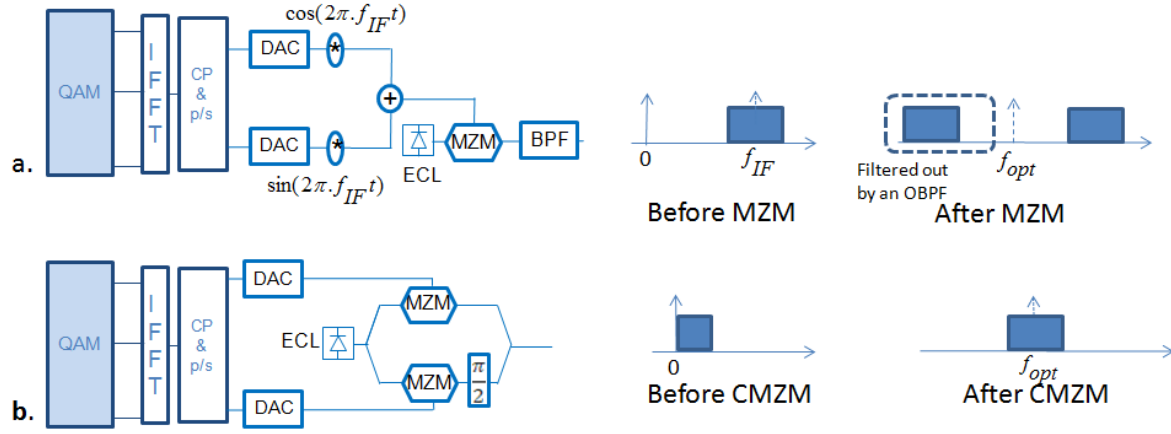 a.
QAM
IFFT
CP
&
p/s
DAC
*
cos(2π.f_IF t)
+
DAC
*
sin(2π.f_IF t)
ECL
MZM
BPF
0
f_IF
Before MZM
Filtered out
by an OBPF
f_opt
After MZM
b.
QAM
IFFT
CP
&
p/s
DAC
MZM
ECL
MZM
π/2
DAC
0
Before CMZM
f_opt
After CMZM